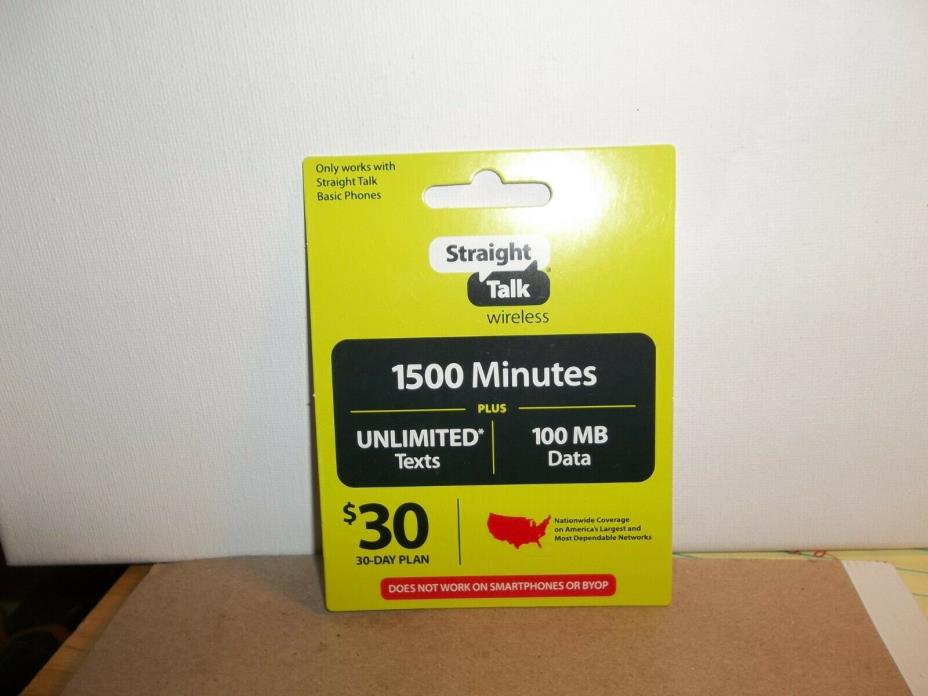 Only works with
Straight Talk
Basic Phones
Straight
Talk®
wireless
1500 Minutes
PLUS
UNLIMITED*
Texts
100 MB
Data
$30
30-DAY PLAN
Nationwide Coverage
on America's Largest and
Most Dependable Networks
DOES NOT WORK ON SMARTPHONES OR BYOP